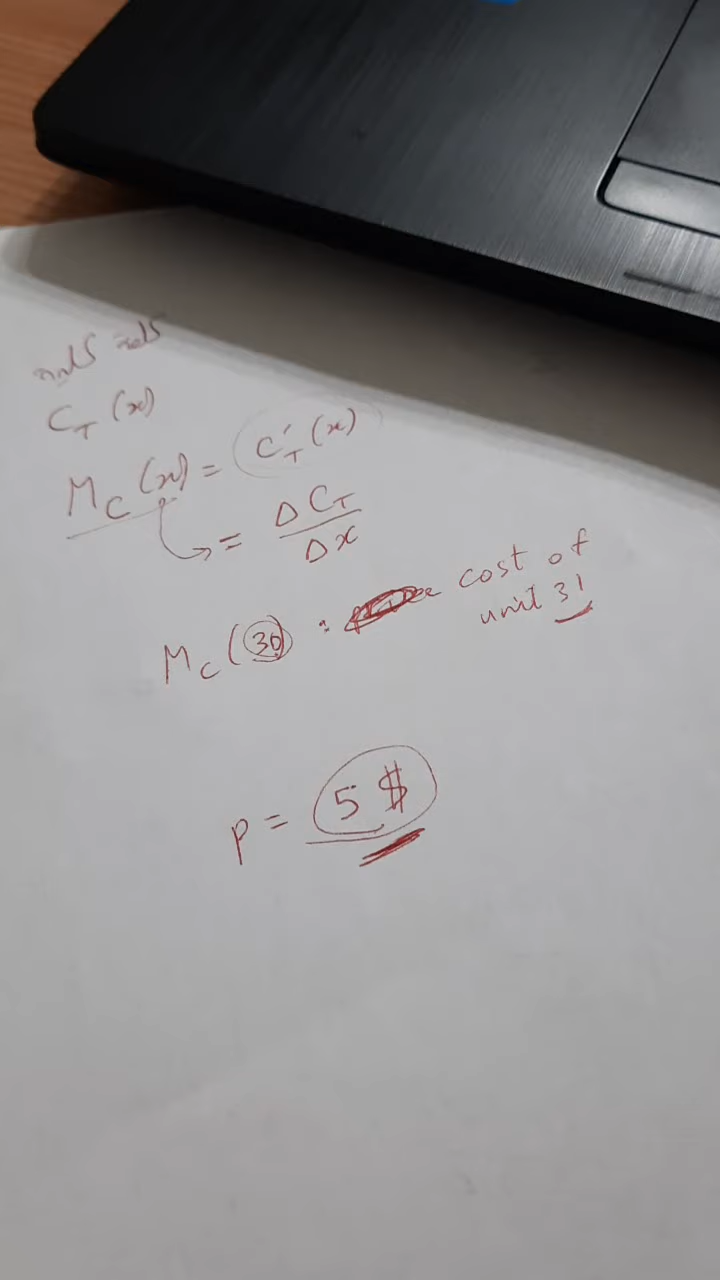 C_T (x)
M_C (x) = C'_T (x)
= ΔC_T / Δx
M_C (30) : cost of
unit 31
P = 5 $